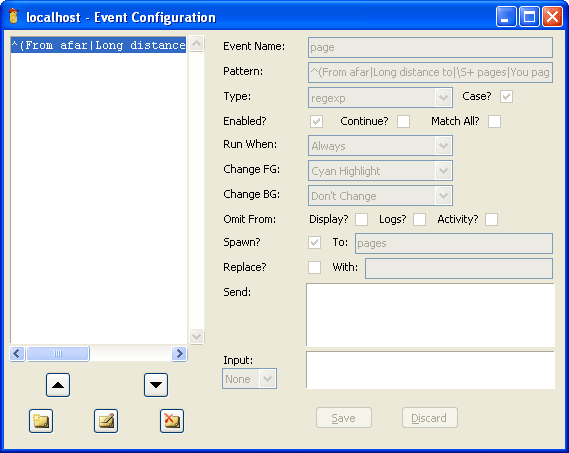 localhost - Event Configuration
^(From afar|Long distance
Event Name: page
Pattern: ^(From afar|Long distance to|\S+ pages|You pag
Type: regexp Case?
Enabled? Continue? Match All?
Run When: Always
Change FG: Cyan Highlight
Change BG: Don't Change
Omit From: Display? Logs? Activity?
Spawn? To: pages
Replace? With:
Send:
Input:
None
Save Discard